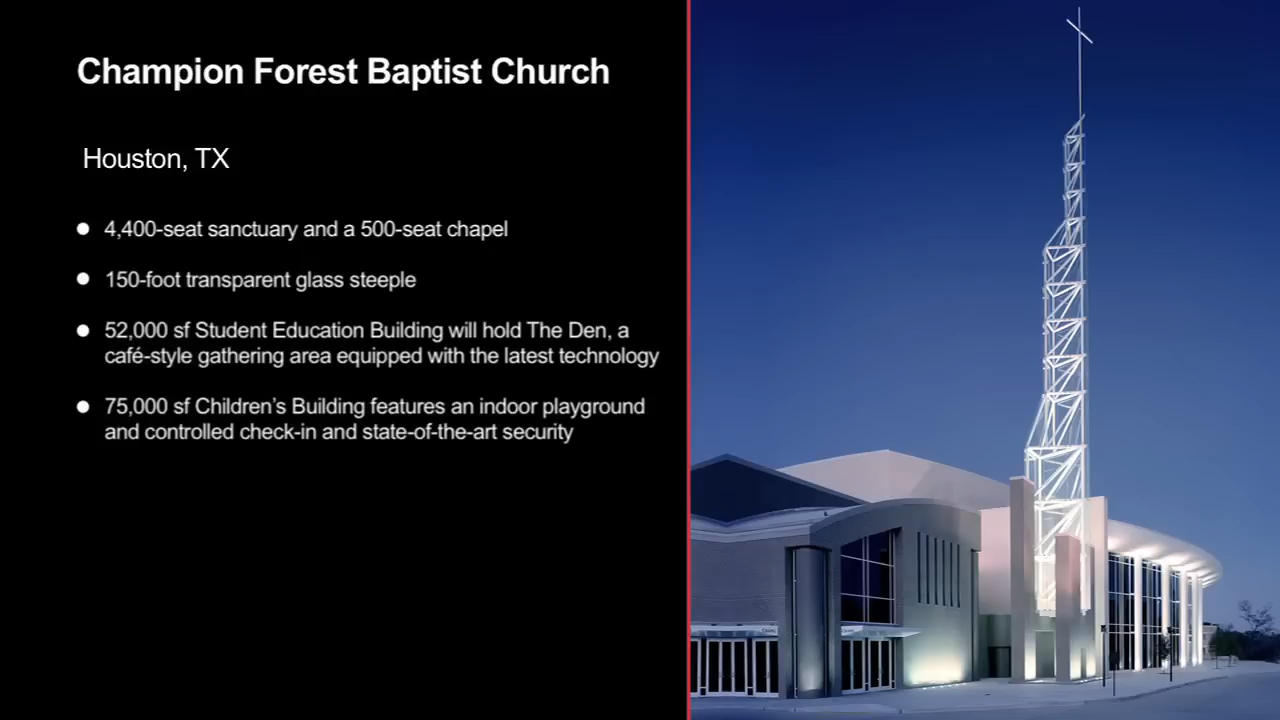 Champion Forest Baptist Church
Houston, TX
● 4,400-seat sanctuary and a 500-seat chapel
● 150-foot transparent glass steeple
● 52,000 sf Student Education Building will hold The Den, a
café-style gathering area equipped with the latest technology
● 75,000 sf Children’s Building features an indoor playground
and controlled check-in and state-of-the-art security